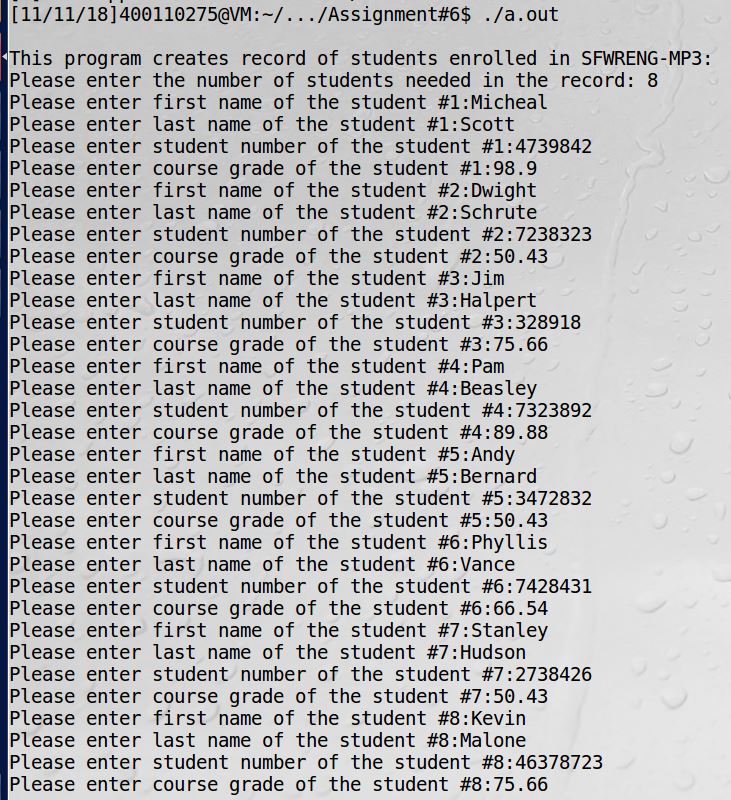 [11/11/18]400110275@VM:~/.../Assignment#6$ ./a.out
This program creates record of students enrolled in SFWRENG-MP3:
Please enter the number of students needed in the record: 8
Please enter first name of the student #1:Micheal
Please enter last name of the student #1:Scott
Please enter student number of the student #1:4739842
Please enter course grade of the student #1:98.9
Please enter first name of the student #2:Dwight
Please enter last name of the student #2:Schrute
Please enter student number of the student #2:7238323
Please enter course grade of the student #2:50.43
Please enter first name of the student #3:Jim
Please enter last name of the student #3:Halpert
Please enter student number of the student #3:328918
Please enter course grade of the student #3:75.66
Please enter first name of the student #4:Pam
Please enter last name of the student #4:Beasley
Please enter student number of the student #4:7323892
Please enter course grade of the student #4:89.88
Please enter first name of the student #5:Andy
Please enter last name of the student #5:Bernard
Please enter student number of the student #5:3472832
Please enter course grade of the student #5:50.43
Please enter first name of the student #6:Phyllis
Please enter last name of the student #6:Vance
Please enter student number of the student #6:7428431
Please enter course grade of the student #6:66.54
Please enter first name of the student #7:Stanley
Please enter last name of the student #7:Hudson
Please enter student number of the student #7:2738426
Please enter course grade of the student #7:50.43
Please enter first name of the student #8:Kevin
Please enter last name of the student #8:Malone
Please enter student number of the student #8:46378723
Please enter course grade of the student #8:75.66